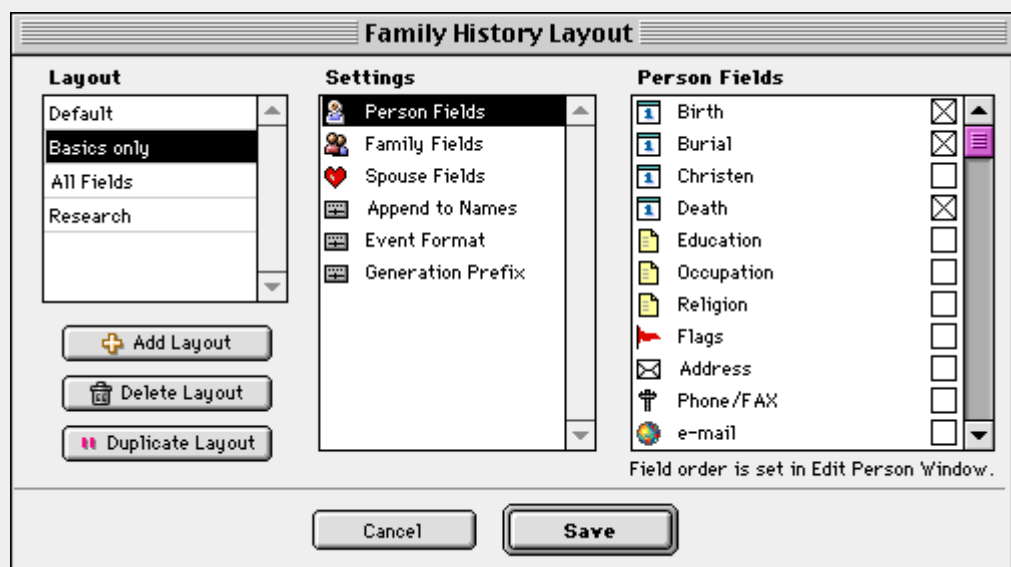 Family History Layout
Layout
Default
Basics only
All Fields
Research
Add Layout
Delete Layout
Duplicate Layout
Settings
Person Fields
Family Fields
Spouse Fields
Append to Names
Event Format
Generation Prefix
Person Fields
Birth
Burial
Christen
Death
Education
Occupation
Religion
Flags
Address
Phone/FAX
e-mail
Field order is set in Edit Person Window.
Cancel
Save